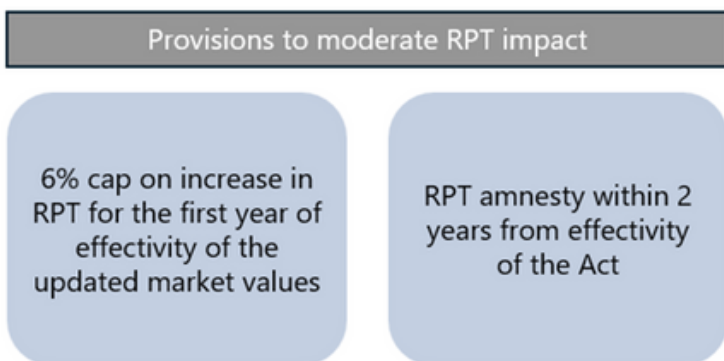 Provisions to moderate RPT impact
6% cap on increase in
RPT for the first year of
effectivity of the
updated market values
RPT amnesty within 2
years from effectivity
of the Act